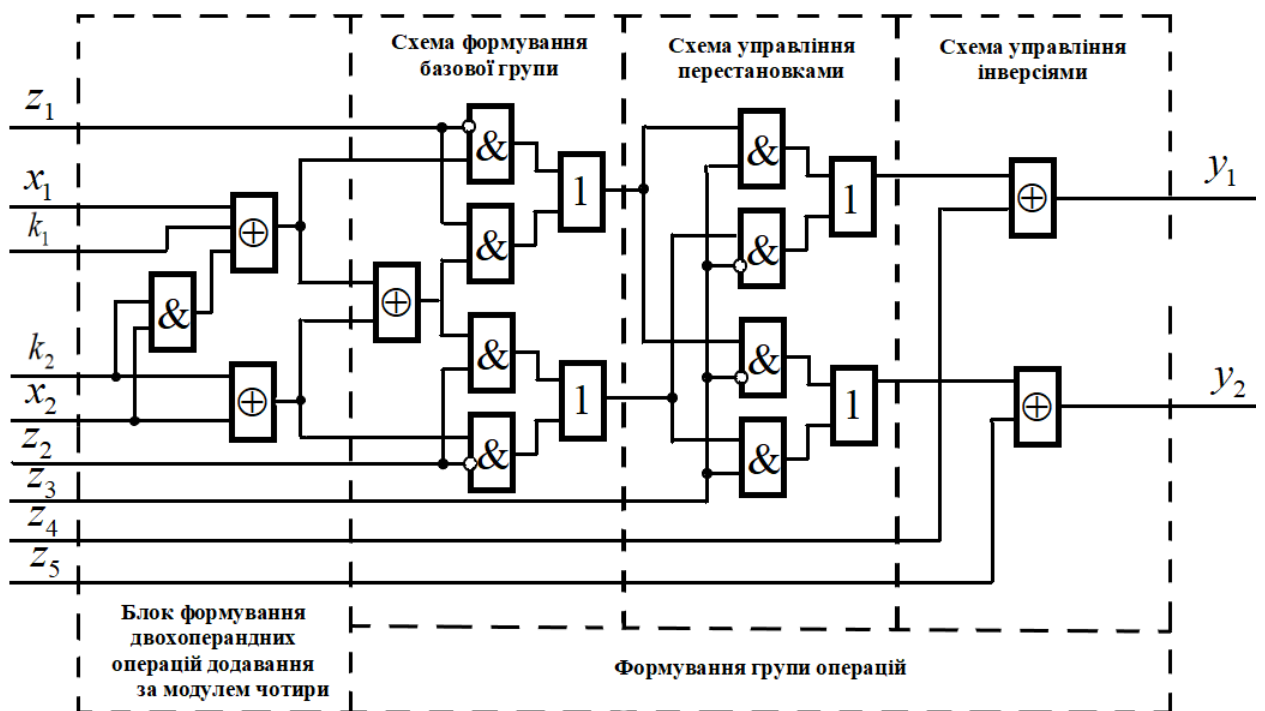 Схема формування
базової групи
Схема управління
перестановками
Схема управління
інверсіями
z1
x1
k1
k2
x2
z2
z3
z4
z5
&
&
&
&
&
&
&
&
&
⊕
⊕
⊕
⊕
⊕
1
1
1
1
y1
y2
Блок формування
двохоперандних
операцій додавання
за модулем чотири
Формування групи операцій